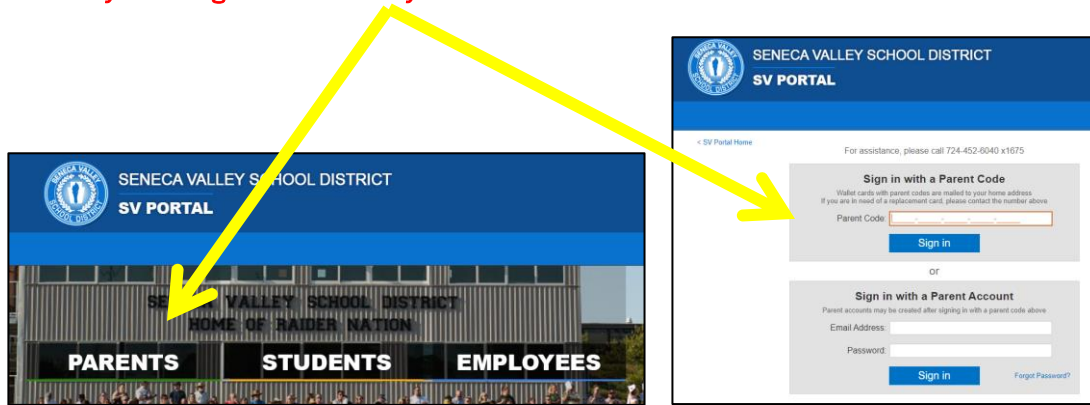 SENECA VALLEY SCHOOL DISTRICT
SV PORTAL
SENECA VALLEY SCHOOL DISTRICT
HOME OF RAIDER NATION
PARENTS STUDENTS EMPLOYEES
SENECA VALLEY SCHOOL DISTRICT
SV PORTAL
< SV Portal Home
For assistance, please call 724-452-6040 x1675
Sign in with a Parent Code
Wallet cards with parent codes are mailed to your home address
If you are in need of a replacement card, please contact the number above
Parent Code:
Sign in
or
Sign in with a Parent Account
Parent accounts may be created after signing in with a parent code above
Email Address:
Password:
Sign in Forgot Password?